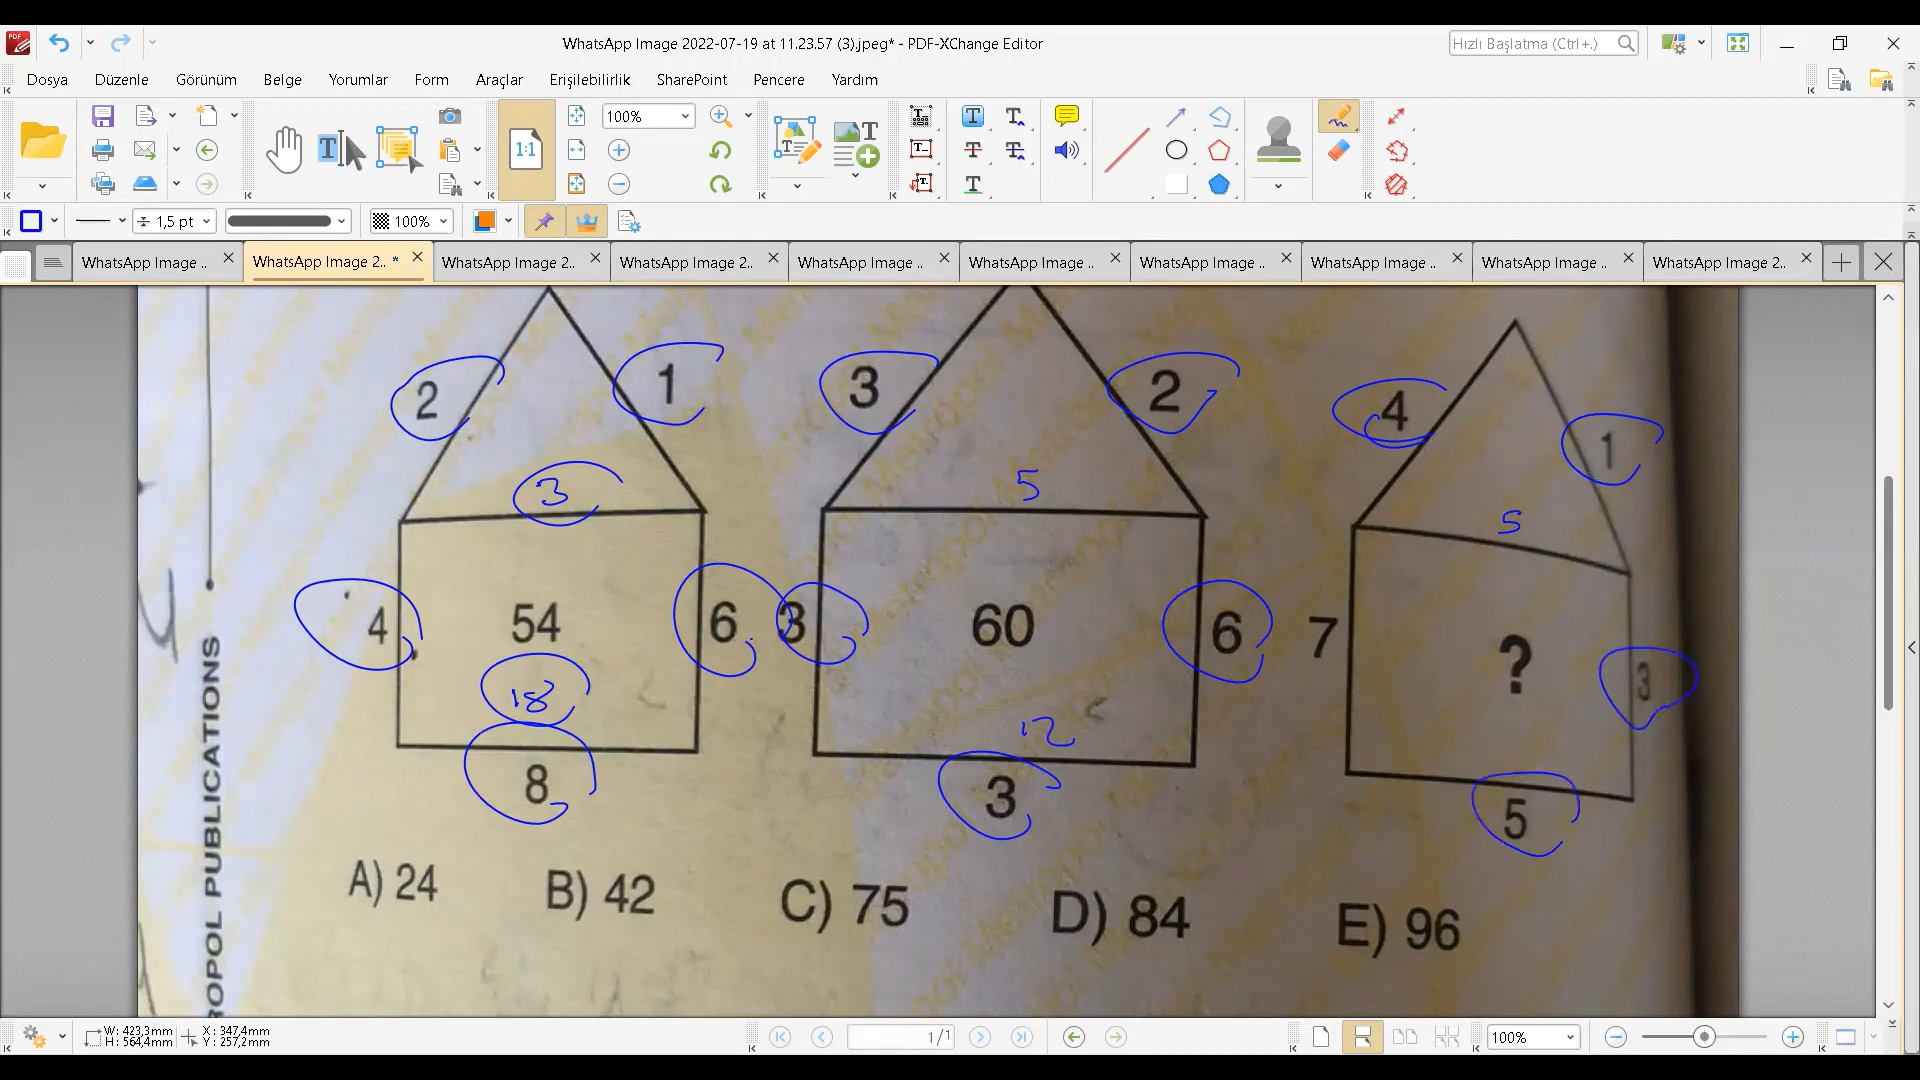 WhatsApp Image 2022-07-19 at 11.23.57 (3).jpeg* - PDF-XChange Editor
Hızlı Başlatma (Ctrl+.)
Dosya Düzenle Görünüm Belge Yorumlar Form Araçlar Erişilebilirlik SharePoint Pencere Yardım
1:1
100%
1,5 pt
100%
WhatsApp Image ..
WhatsApp Image 2.. *
WhatsApp Image 2..
WhatsApp Image 2..
WhatsApp Image ..
WhatsApp Image ..
WhatsApp Image ..
WhatsApp Image ..
WhatsApp Image ..
WhatsApp Image 2..
2 1 3 2 4 1
3 5 5
4 54 6 3 60 6 7 ? 3
18 12
8 3 5
A) 24 B) 42 C) 75 D) 84 E) 96
ROPOL PUBLICATIONS
W: 423,3mm
H: 564,4mm
X: 347,4mm
Y: 257,2mm
1/1
100%